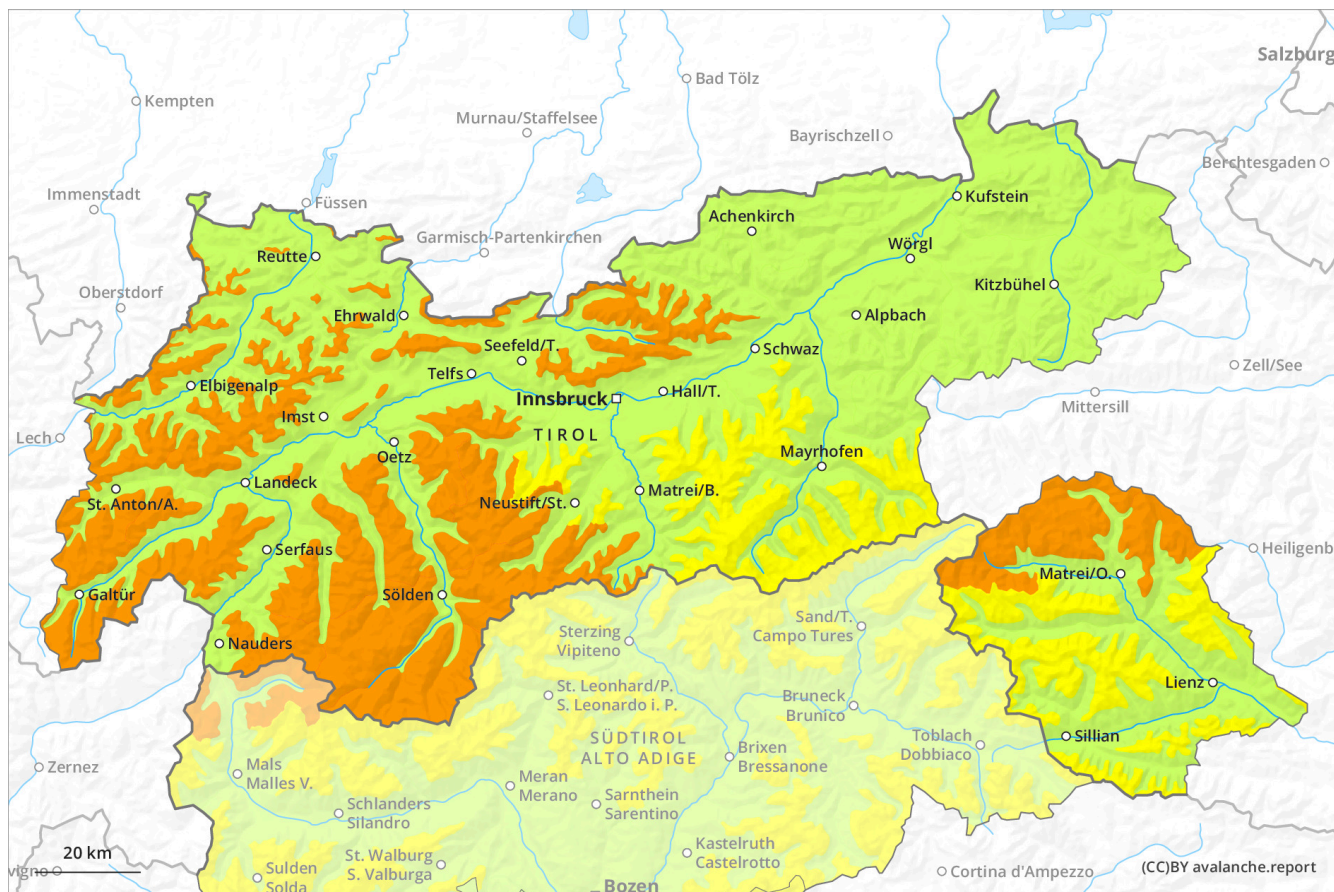 Salzburg
Bad Tölz
Kempten
Murnau/Staffelsee
Bayrischzell
Berchtesgaden
Immenstadt
Füssen
Kufstein
Achenkirch
Garmisch-Partenkirchen
Wörgl
Reutte
Kitzbühel
Oberstdorf
Ehrwald
Alpbach
Seefeld/T.
Schwaz
Zell/See
Telfs
Elbigenalp
Hall/T.
Innsbruck
Mittersill
Imst
TIROL
Lech
Mayrhofen
Oetz
Landeck
Matrei/B.
St. Anton/A.
Neustift/St.
Serfaus
Heiligenb
Matrei/O.
Galtür
Sölden
Sand/T.
Campo Tures
Sterzing
Vipiteno
Nauders
Lienz
St. Leonhard/P.
S. Leonardo i. P.
Bruneck
Brunico
Sillian
SÜDTIROL
ALTO ADIGE
Toblach
Dobbiaco
Brixen
Bressanone
Zernez
Mals
Malles V.
Meran
Merano
Sarnthein
Sarentino
Schlanders
Silandro
Kastelruth
Castelrotto
20 km
St. Walburg
S. Valburga
vigno
Sulden
Solda
Cortina d'Ampezzo
(CC)BY avalanche.report
Bozen